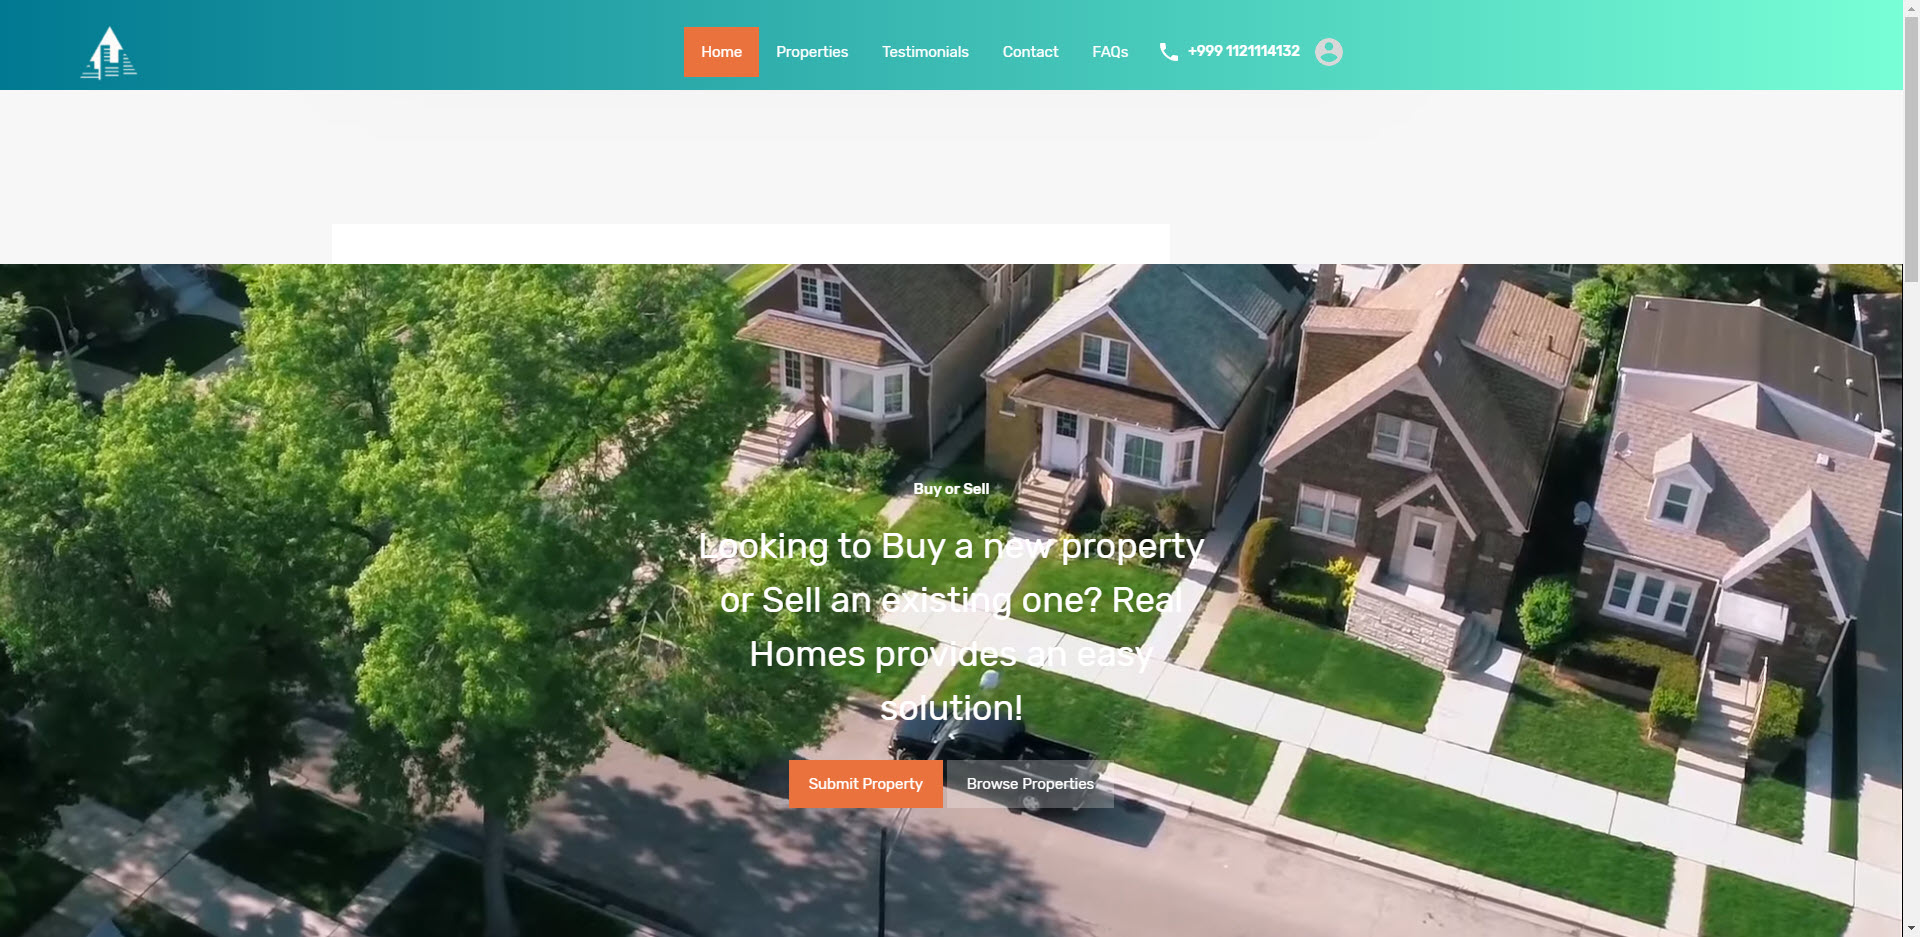 Home Properties Testimonials Contact FAQs +999 1121114132
Buy or Sell
Looking to Buy a new property
or Sell an existing one? Real
Homes provides an easy
solution!
Submit Property Browse Properties